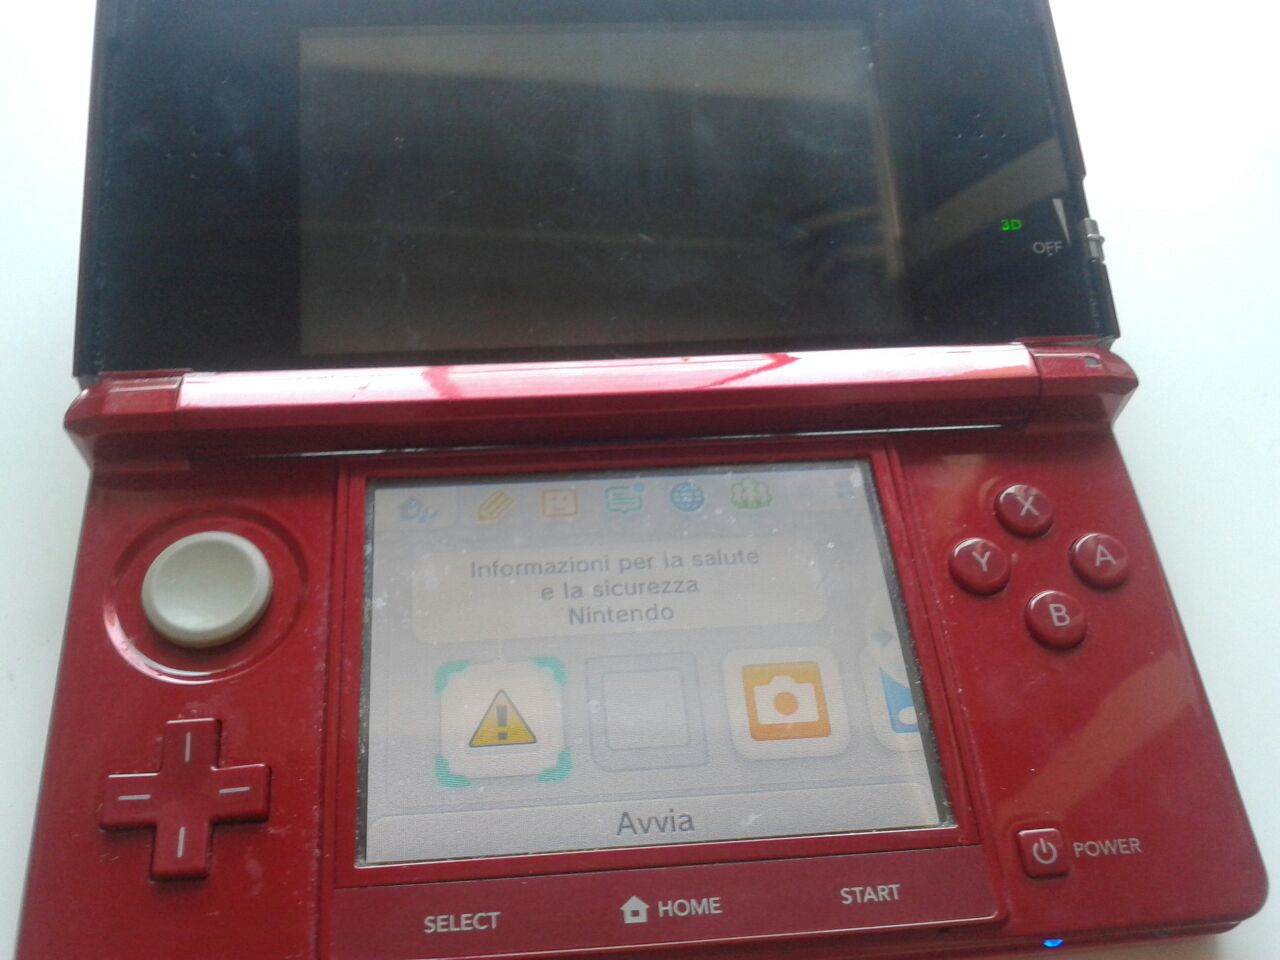 3D
OFF
Informazioni per la salute
e la sicurezza
Nintendo
Avvia
X
Y
A
B
POWER
SELECT
HOME
START